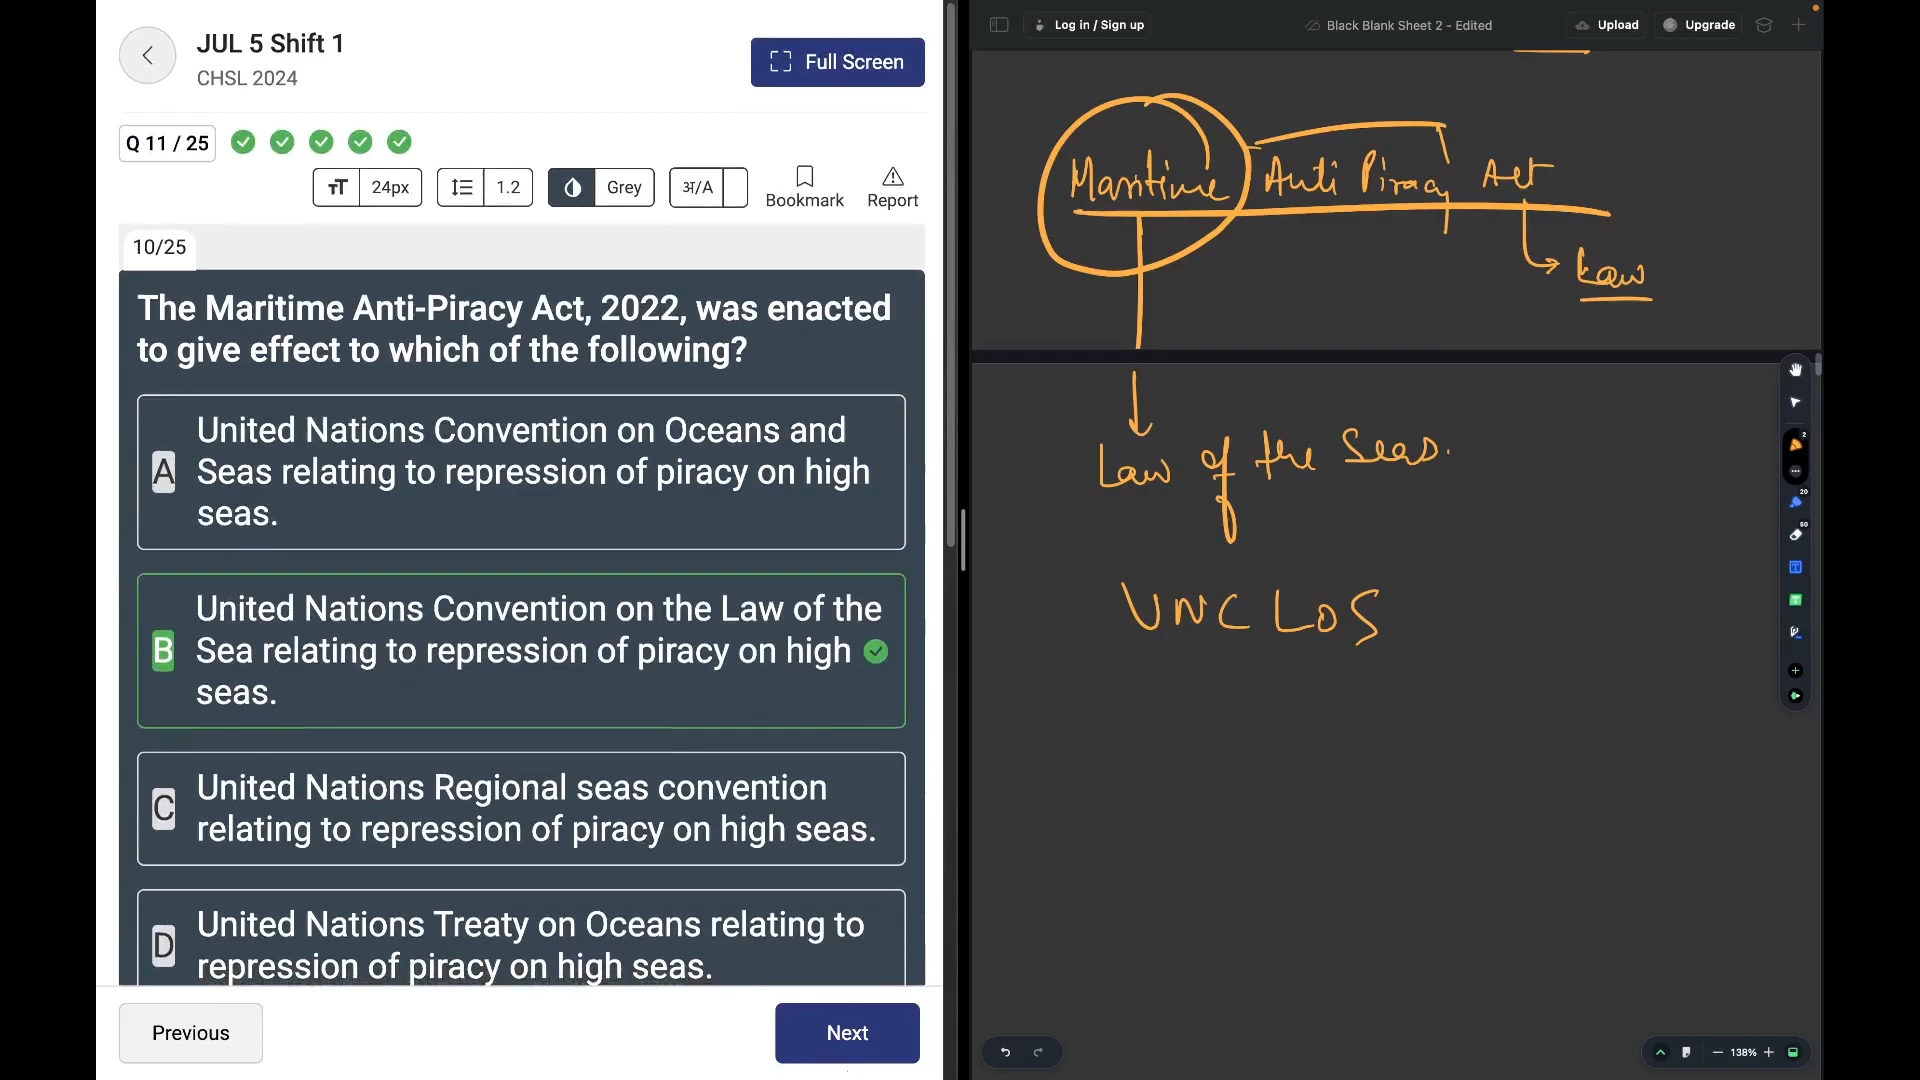 JUL 5 Shift 1
CHSL 2024
Full Screen
Q 11 / 25
24px
1.2
Grey
अ/A
Bookmark
Report
10/25
The Maritime Anti-Piracy Act, 2022, was enacted
to give effect to which of the following?
A
United Nations Convention on Oceans and
Seas relating to repression of piracy on high
seas.
B
United Nations Convention on the Law of the
Sea relating to repression of piracy on high
seas.
C
United Nations Regional seas convention
relating to repression of piracy on high seas.
D
United Nations Treaty on Oceans relating to
repression of piracy on high seas.
Previous
Next
Log in / Sign up
Black Blank Sheet 2 - Edited
Upload
Upgrade
Maritime Anti Piracy Act
Law
Law of the Seas.
UNCLOS
2
20
50
138%